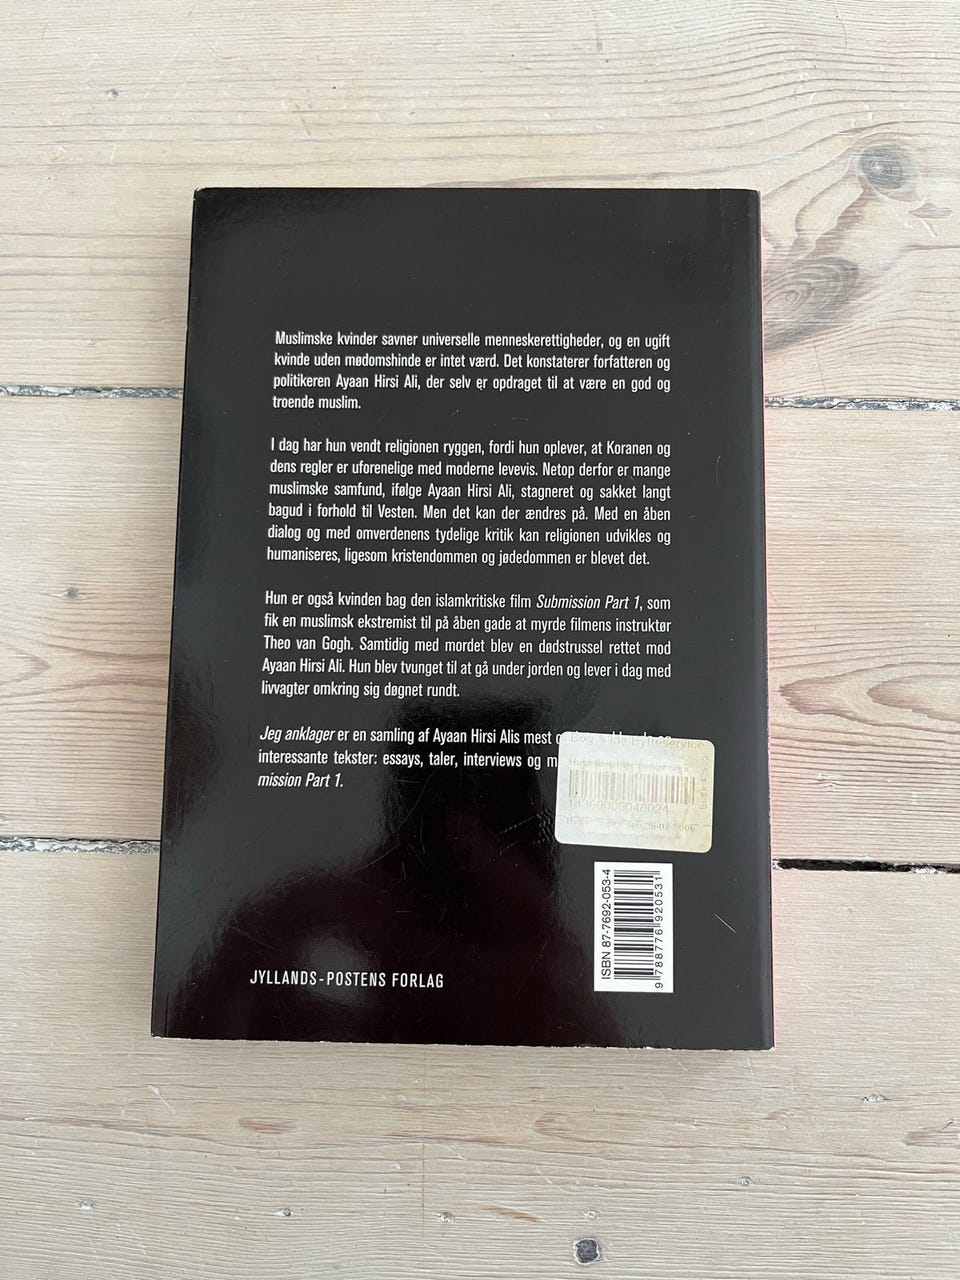 Muslimske kvinder savner universelle menneskerettigheder, og en ugift
kvinde uden mødomshinde er intet værd. Det konstaterer forfatteren og
politikeren Ayaan Hirsi Ali, der selv er opdraget til at være en god og
troende muslim.
I dag har hun vendt religionen ryggen, fordi hun oplever, at Koranen og
dens regler er uforenelige med moderne levevis. Netop derfor er mange
muslimske samfund, ifølge Ayaan Hirsi Ali, stagneret og sakket langt
bagud i forhold til Vesten. Men det kan der ændres på. Med en åben
dialog og med omverdenens tydelige kritik kan religionen udvikles og
humaniseres, ligesom kristendommen og jødedommen er blevet det.
Hun er også kvinden bag den islamkritiske film Submission Part 1, som
fik en muslimsk ekstremist til på åben gade at myrde filmens instruktør
Theo van Gogh. Samtidig med mordet blev en dødstrussel rettet mod
Ayaan Hirsi Ali. Hun blev tvunget til at gå under jorden og lever i dag med
livvagter omkring sig døgnet rundt.
Jeg anklager er en samling af Ayaan Hirsi Alis mest
interessante tekster: essays, taler, interviews og
mission Part 1.
Bytteservice
ISBN 87-7692-053-4
9 788776 920531
JYLLANDS-POSTENS FORLAG